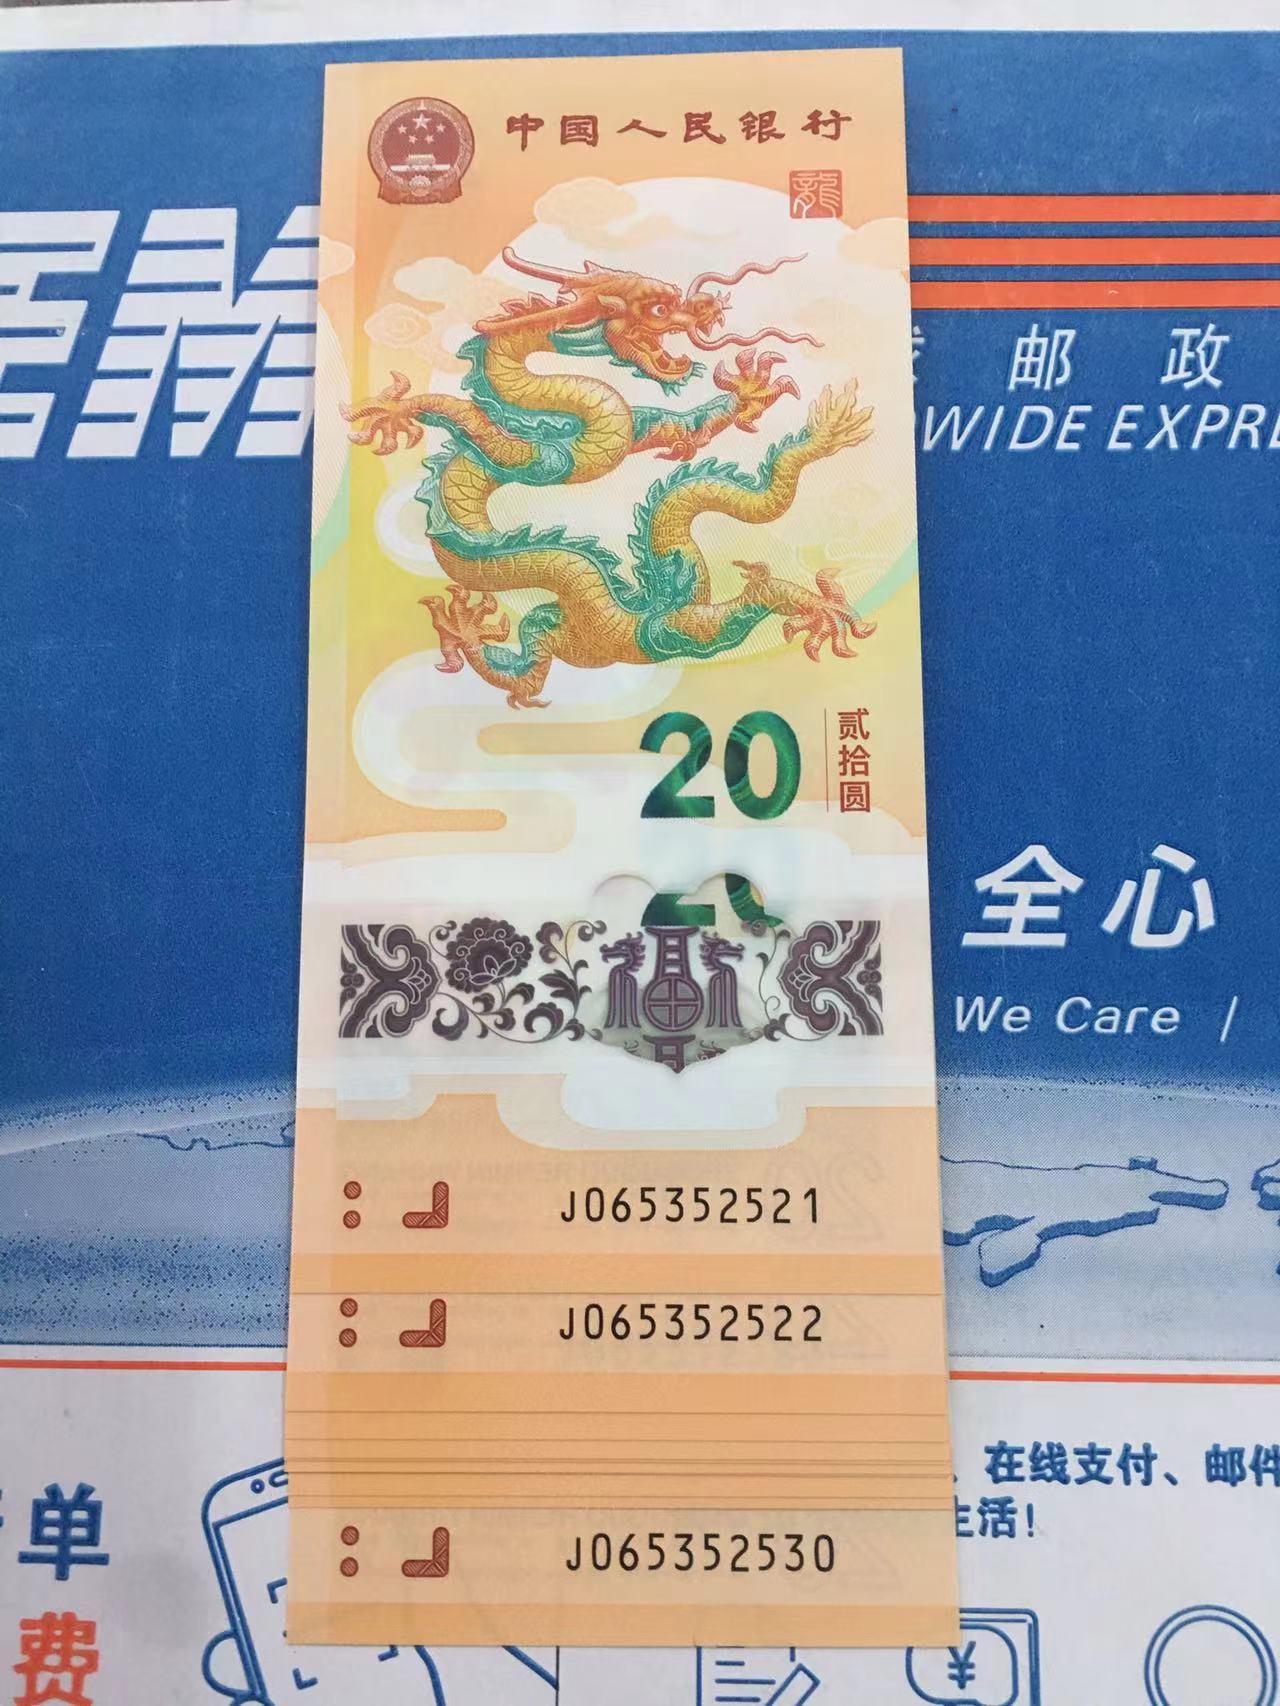 中国人民银行
龍
邮政
WIDE EXPRE
20
贰拾圆
全心
We Care /
J065352521
J065352522
J065352530
、在线支付、邮件
生活!
单
费
¥